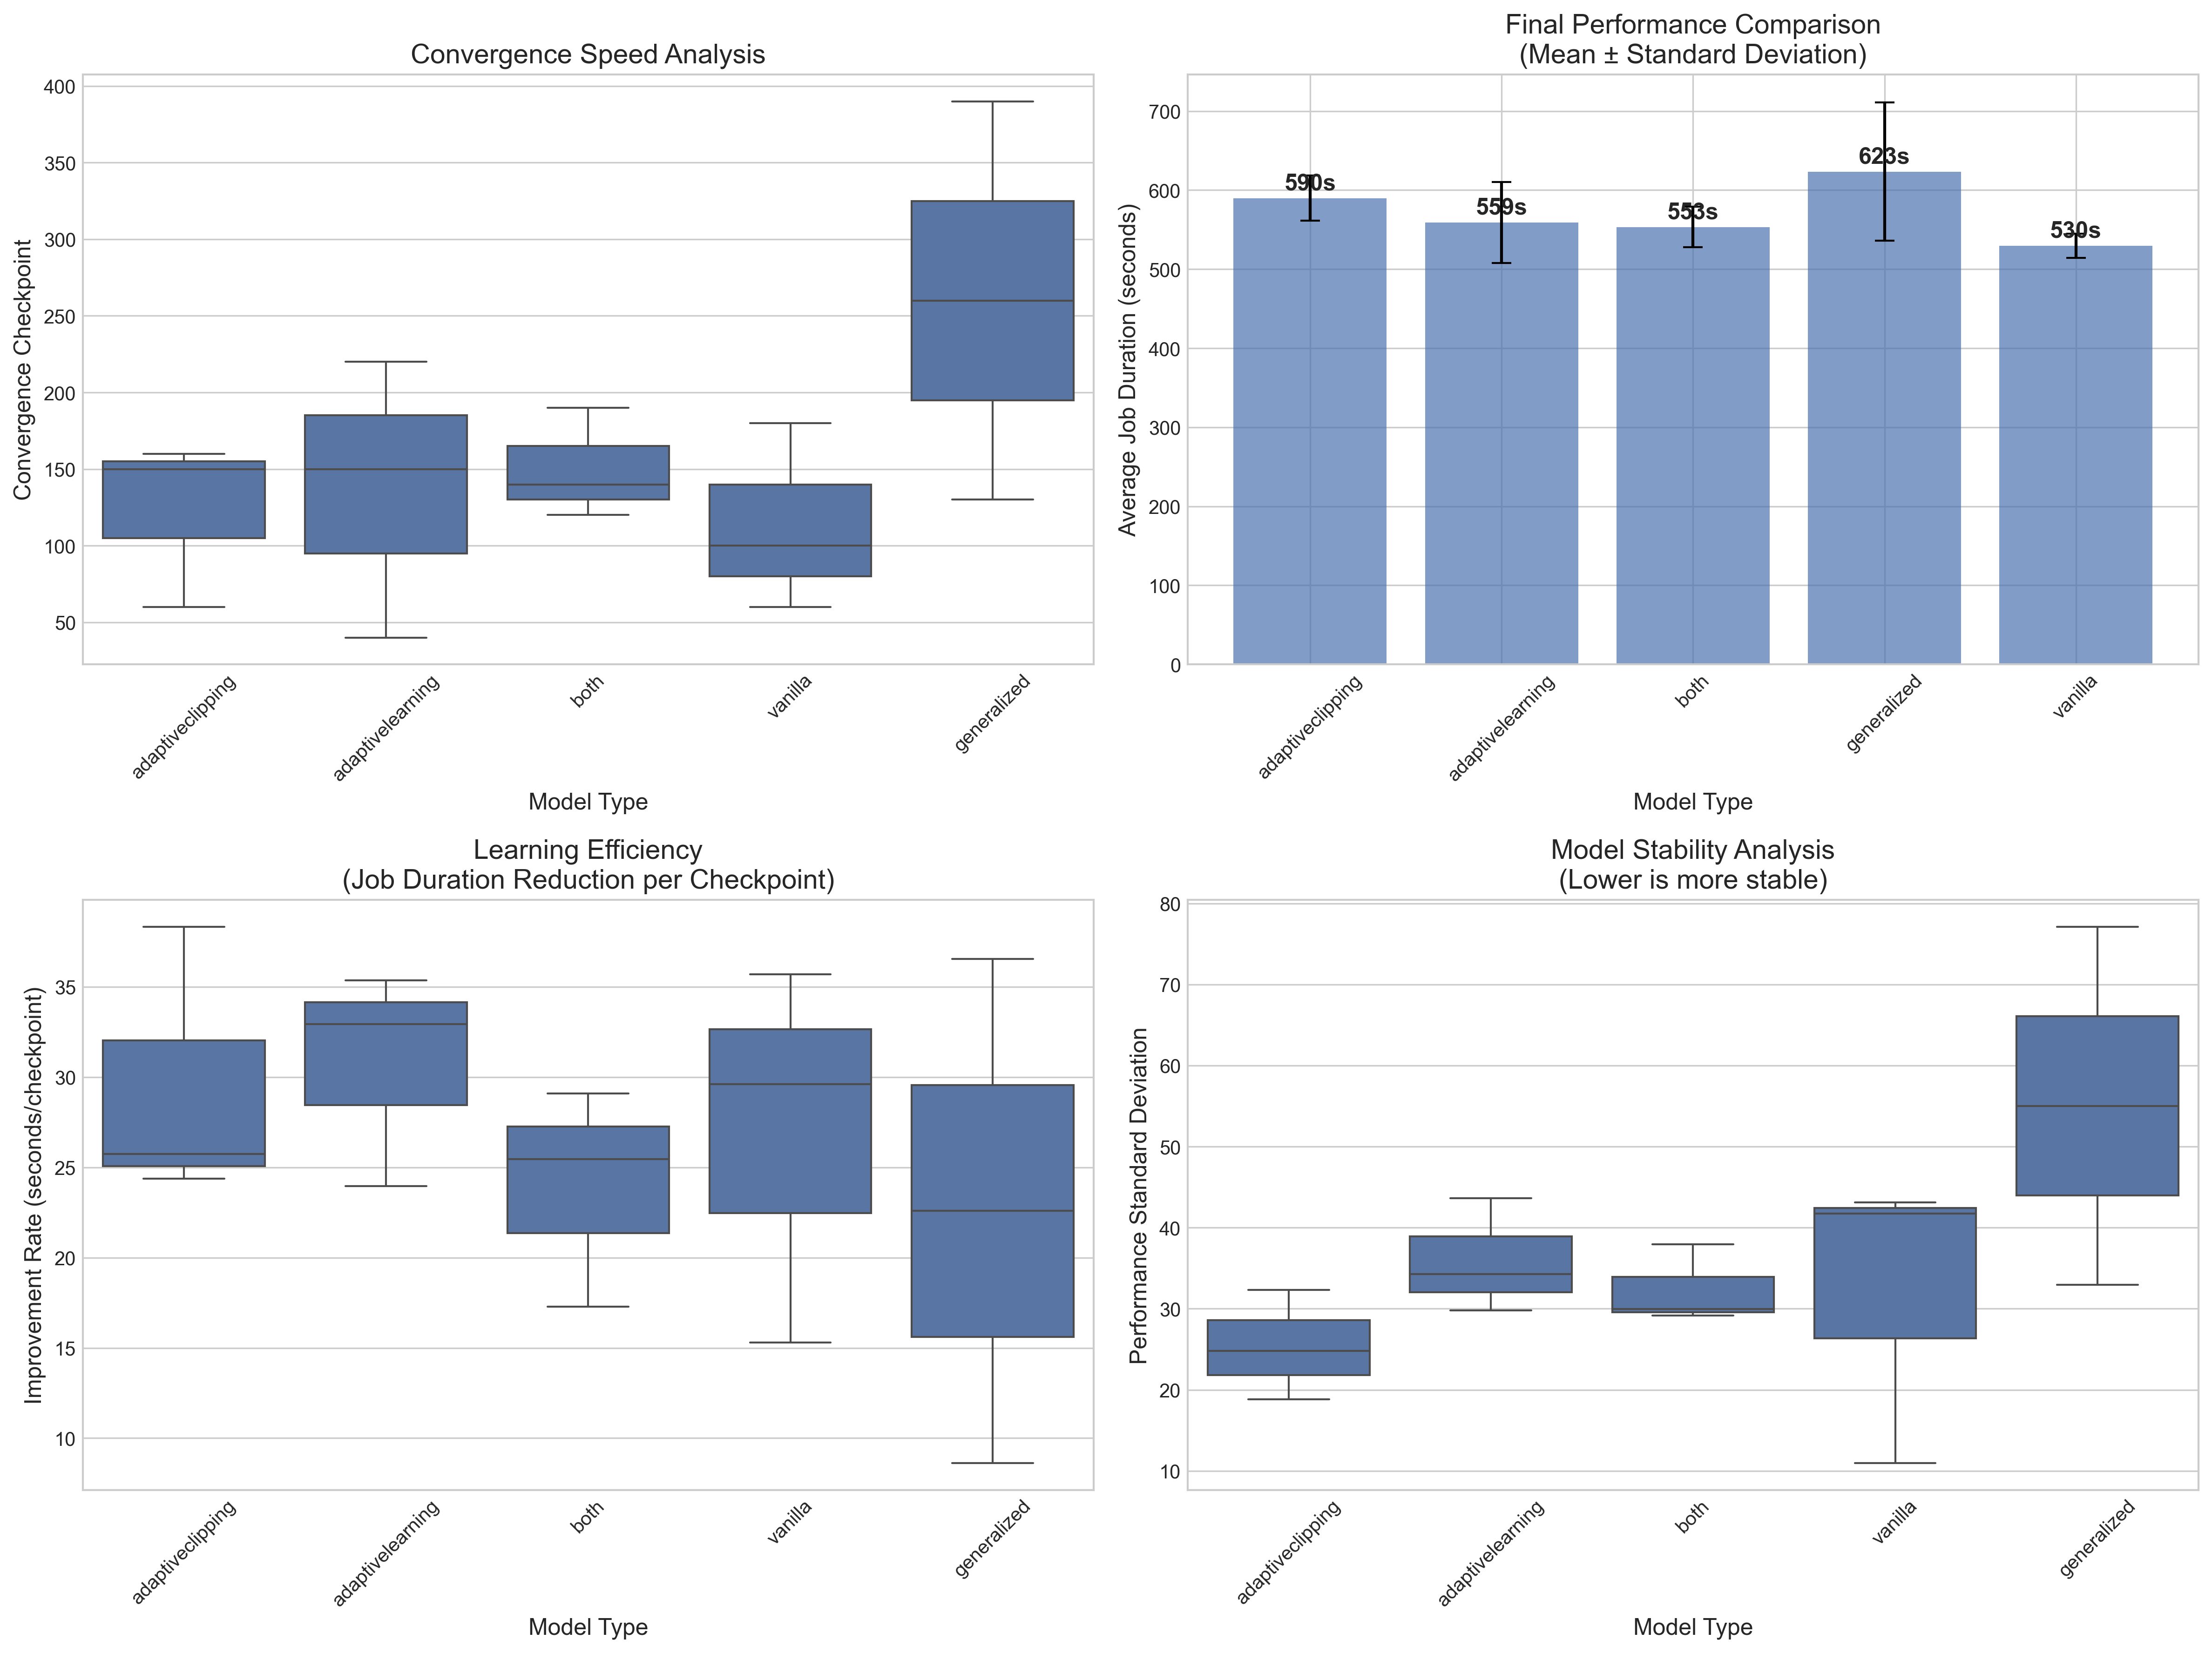 Convergence Speed Analysis
Convergence Checkpoint
400
350
300
250
200
150
100
50
adaptiveclipping
adaptivelearning
both
vanilla
generalized
Model Type
Final Performance Comparison
(Mean ± Standard Deviation)
Average Job Duration (seconds)
700
600
500
400
300
200
100
0
590s
559s
553s
623s
530s
adaptiveclipping
adaptivelearning
both
generalized
vanilla
Model Type
Learning Efficiency
(Job Duration Reduction per Checkpoint)
Improvement Rate (seconds/checkpoint)
35
30
25
20
15
10
adaptiveclipping
adaptivelearning
both
vanilla
generalized
Model Type
Model Stability Analysis
(Lower is more stable)
Performance Standard Deviation
80
70
60
50
40
30
20
10
adaptiveclipping
adaptivelearning
both
vanilla
generalized
Model Type